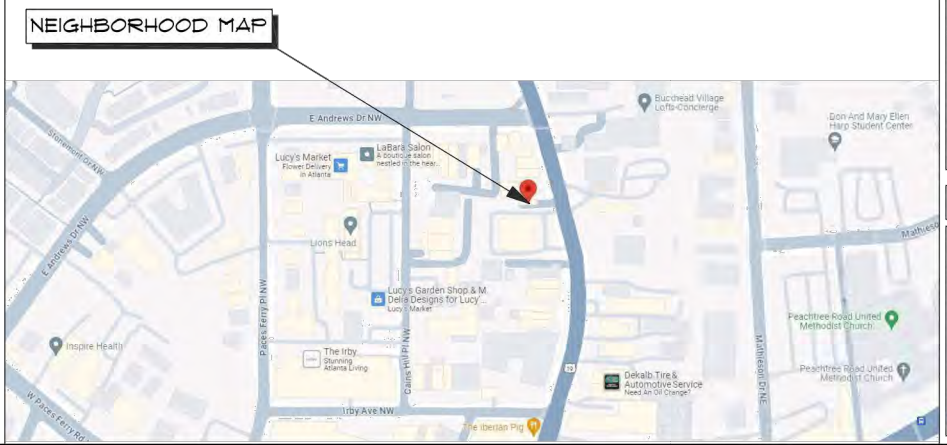 NEIGHBORHOOD MAP
E Andrews Dr NW
Buckhead Village
Lofts-Concierge
Don And Mary Ellen
Harp Student Center
Stonemont Dr NW
Lucy's Market
Flower Delivery
in Atlanta
LaBara Salon
A boutique salon
nestled in the hear..
E Andrews Dr NW
Lions Head
Mathieso
Lucy's Garden Shop & M.
Delia Designs for Lucy'...
Lucy's Market
Paces Ferry Pl NW
Cains Hill Pl NW
Peachtree Road United
Methodist Church
Inspire Health
The Irby
Stunning
Atlanta Living
Mathieson Dr NE
Dekalb Tire &
Automotive Service
Need An Oil Change?
Peachtree Road United
Methodist Church
W Paces Ferry Rd
Irby Ave NW
The Iberian Pig